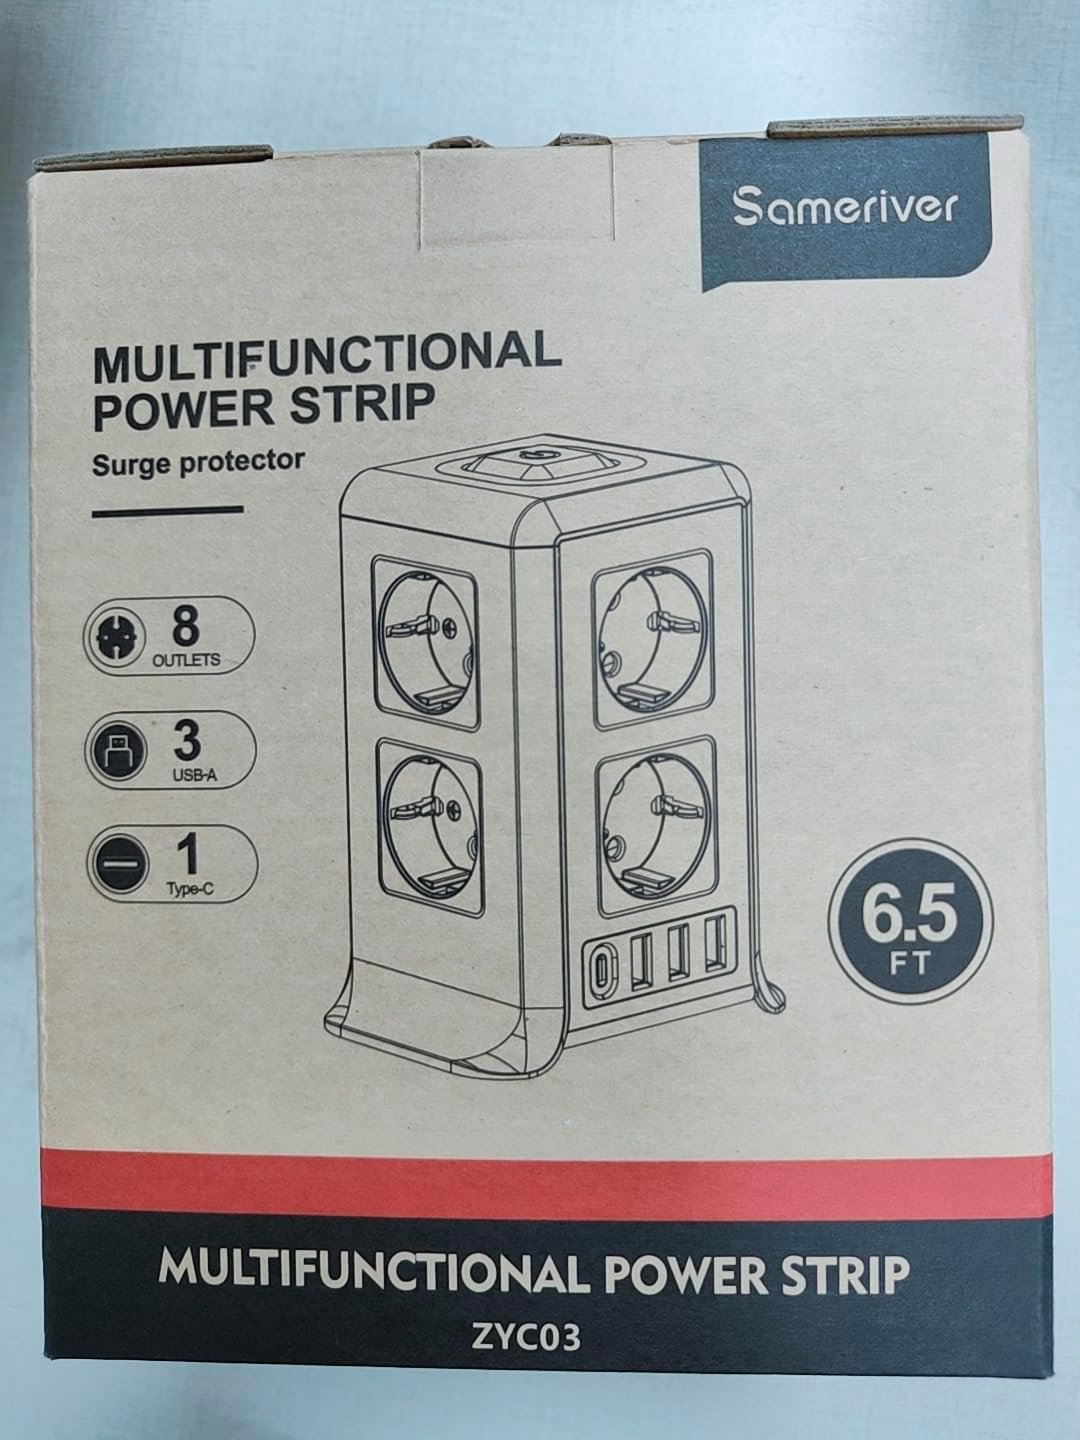 Sameriver
MULTIFUNCTIONAL
POWER STRIP
Surge protector
8
OUTLETS
3
USB-A
1
Type-C
6.5
FT
MULTIFUNCTIONAL POWER STRIP
ZYC03